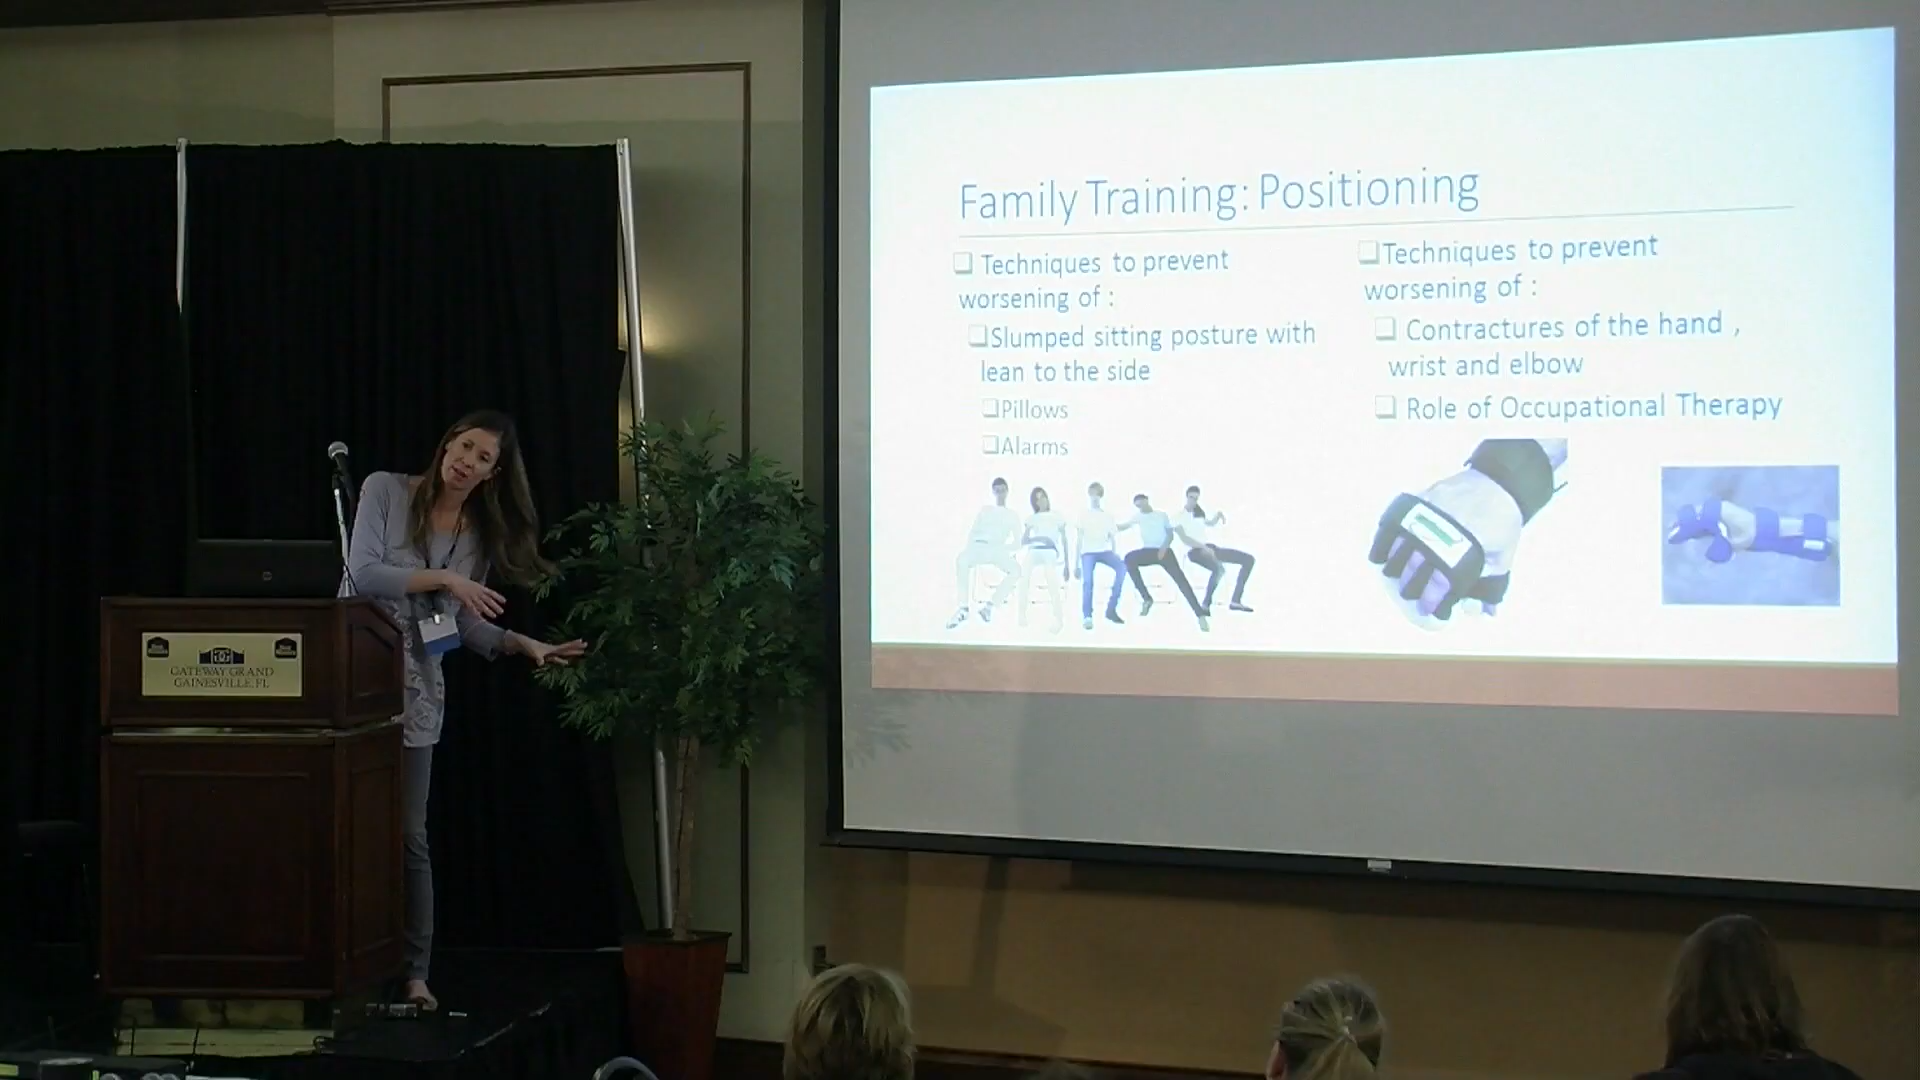 Family Training: Positioning
Techniques to prevent
worsening of :
Slumped sitting posture with
lean to the side
Pillows
Alarms
Techniques to prevent
worsening of :
Contractures of the hand ,
wrist and elbow
Role of Occupational Therapy
GATEWAY GRAND
GAINESVILLE, FL